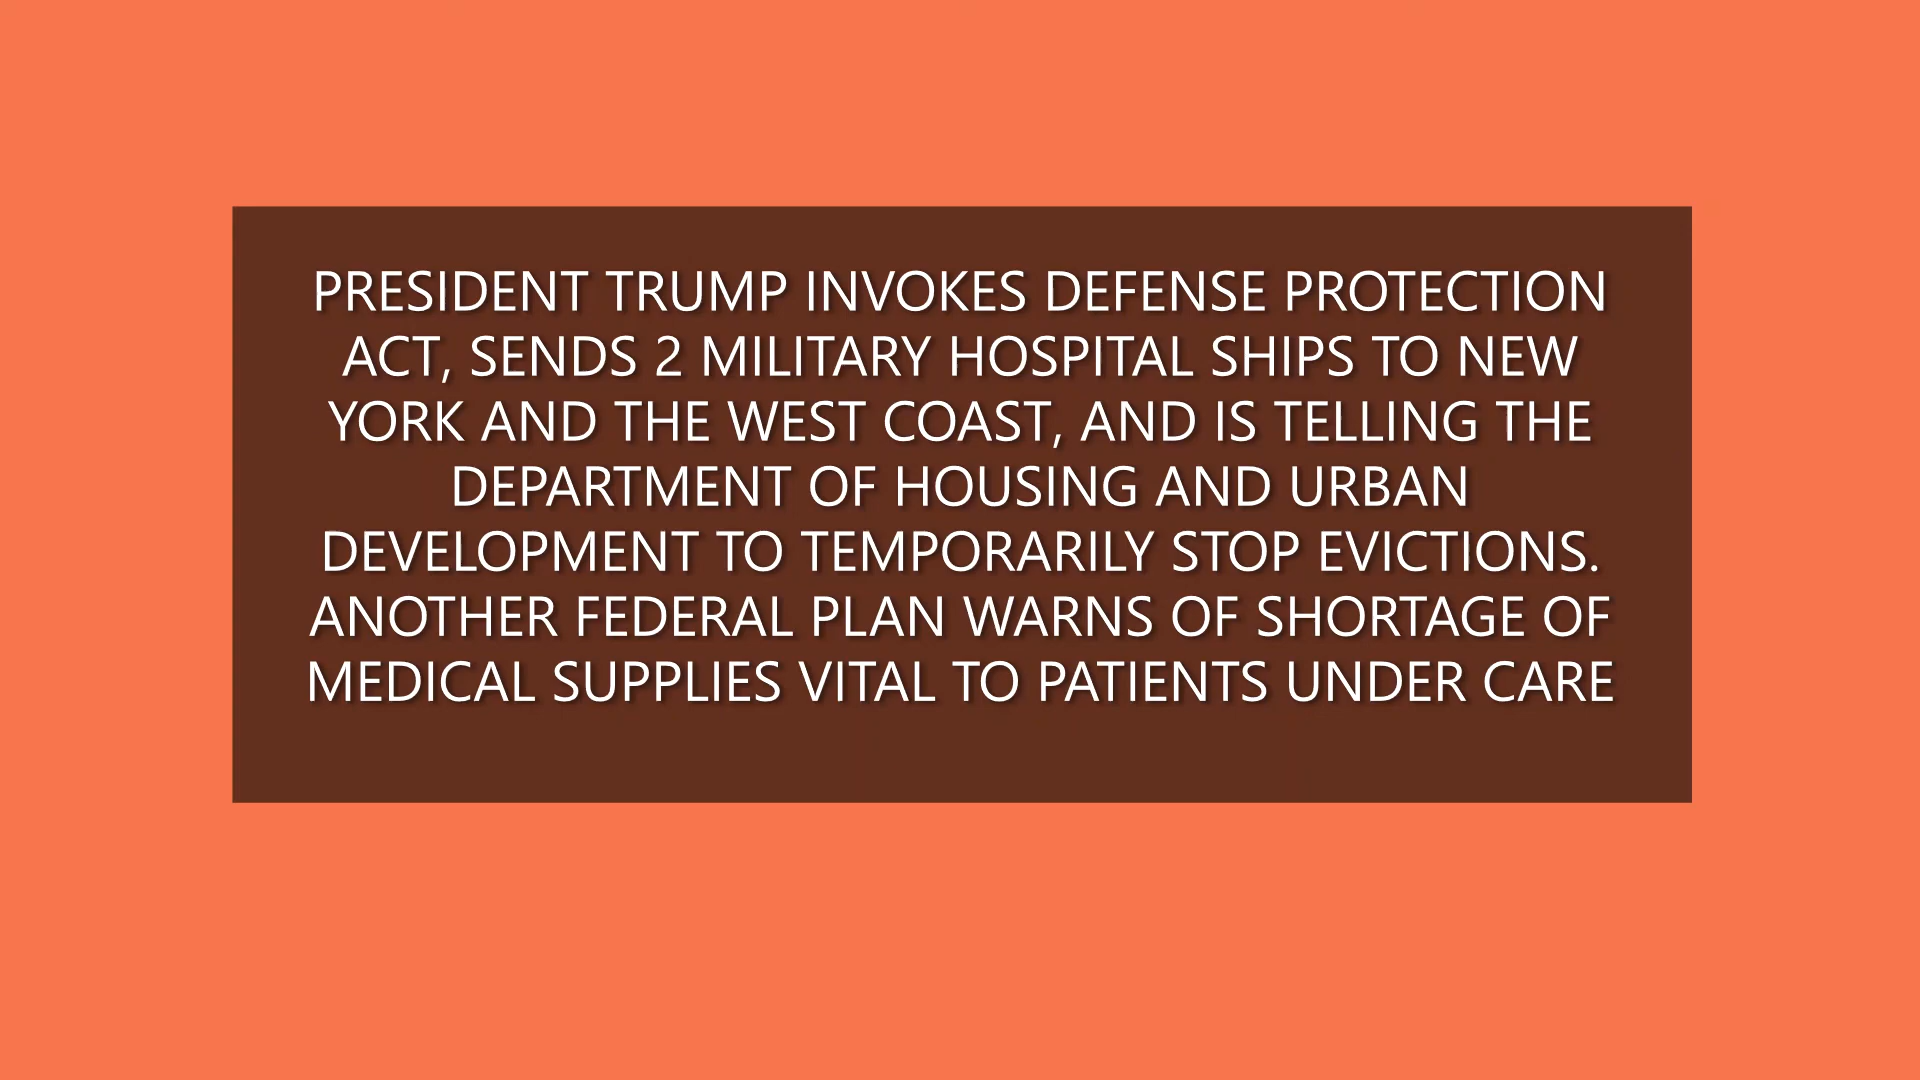 PRESIDENT TRUMP INVOKES DEFENSE PROTECTION
ACT, SENDS 2 MILITARY HOSPITAL SHIPS TO NEW
YORK AND THE WEST COAST, AND IS TELLING THE
DEPARTMENT OF HOUSING AND URBAN
DEVELOPMENT TO TEMPORARILY STOP EVICTIONS.
ANOTHER FEDERAL PLAN WARNS OF SHORTAGE OF
MEDICAL SUPPLIES VITAL TO PATIENTS UNDER CARE